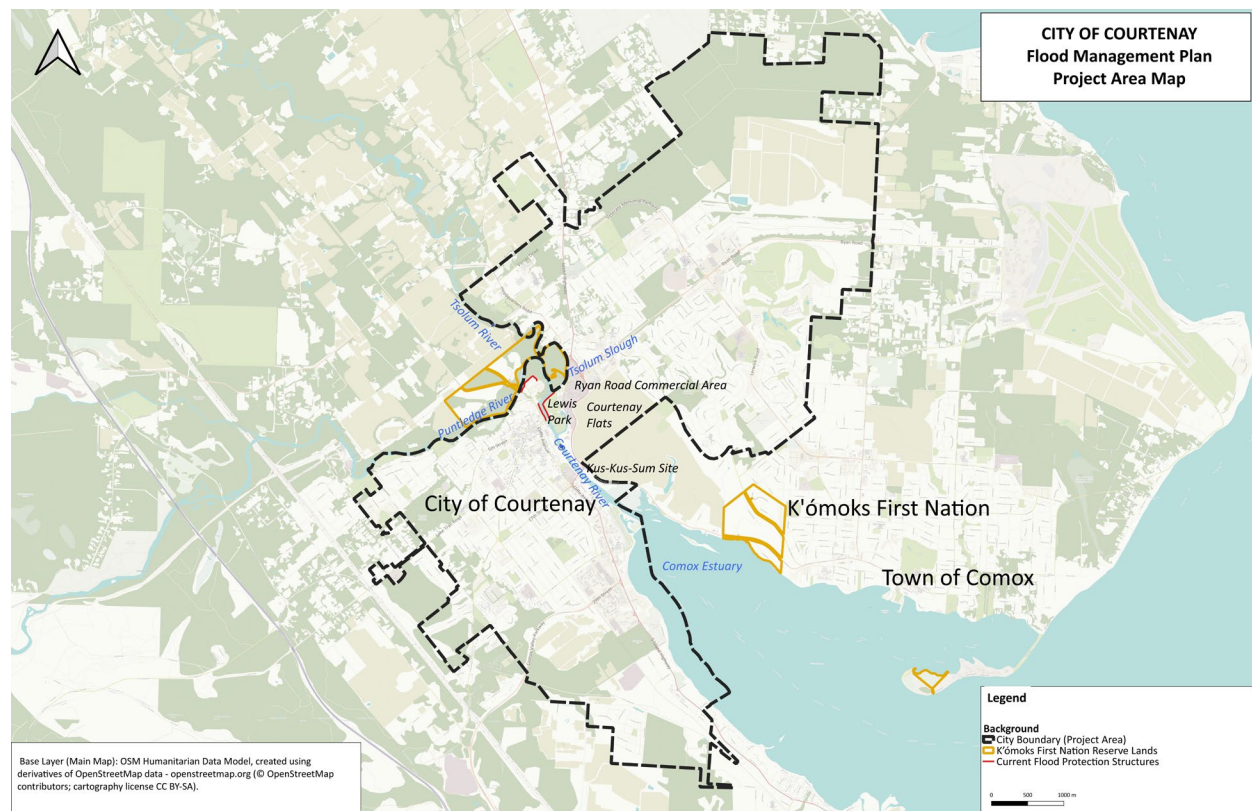 CITY OF COURTENAY
Flood Management Plan
Project Area Map
Tsolum River
Tsolum Slough
Ryan Road Commercial Area
Puntledge River
Lewis
Park
Courtenay
Flats
Courtenay River
Kus-Kus-Sum Site
City of Courtenay
K'ómoks First Nation
Comox Estuary
Town of Comox
Legend
Background
City Boundary (Project Area)
K'ómoks First Nation Reserve Lands
Current Flood Protection Structures
0 500 1000 m
Base Layer (Main Map): OSM Humanitarian Data Model, created using
derivatives of OpenStreetMap data - openstreetmap.org (© OpenStreetMap
contributors; cartography license CC BY-SA).